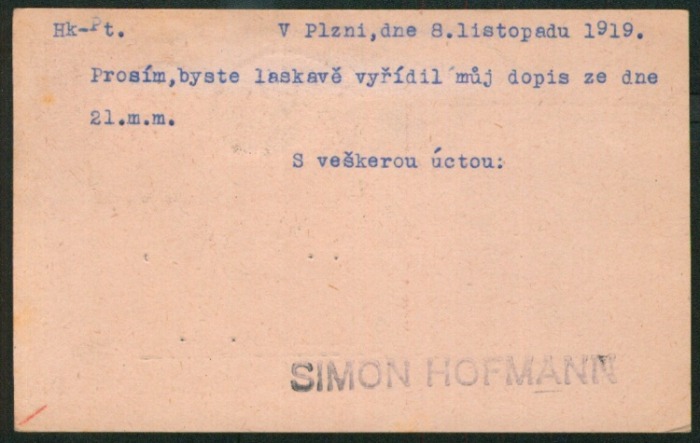 Hk-Pt. V Plzni,dne 8.listopadu 1919.
Prosím,byste laskavě vyřídil můj dopis ze dne
21.m.m.
S veškerou úctou:
SIMON HOFMANN